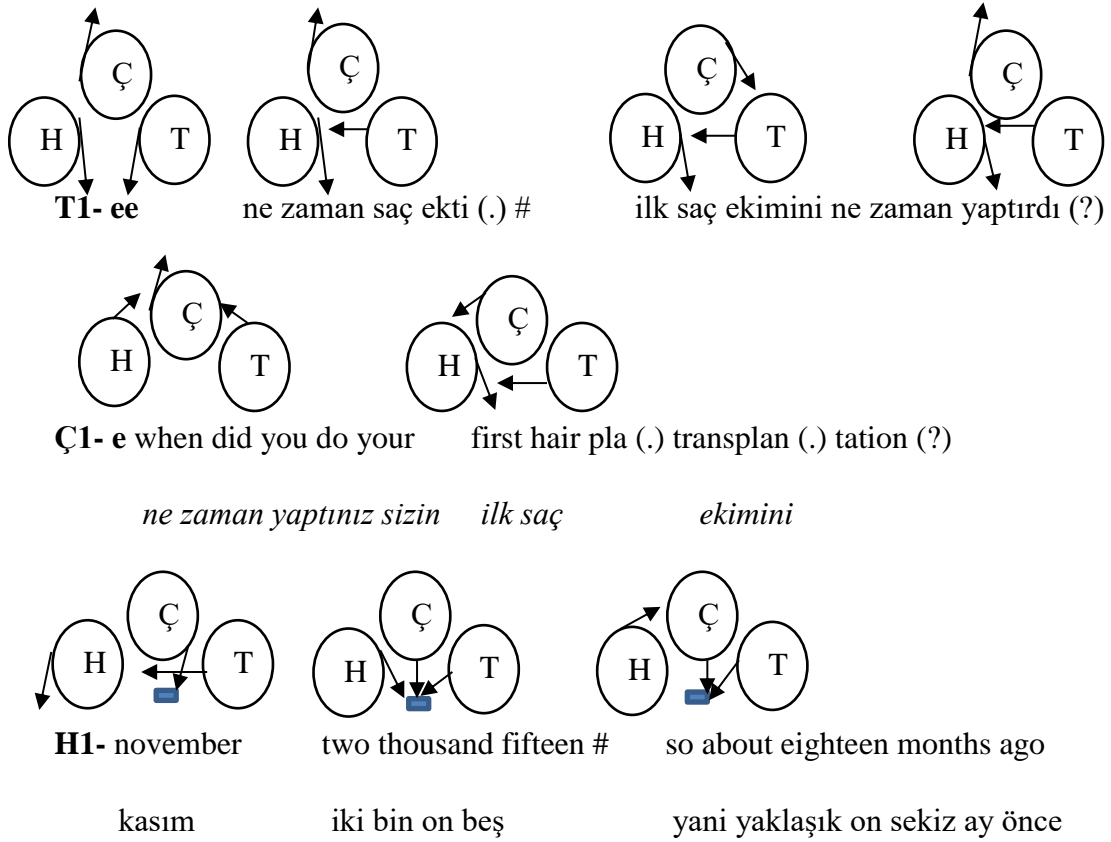 Ç Ç Ç Ç
H T H T H T H T
T1- ee ne zaman saç ekti (.) # ilk saç ekimini ne zaman yaptırdı (?)
Ç Ç
H T H T
Ç1- e when did you do your first hair pla (.) transplan (.) tation (?)
ne zaman yaptınız sizin ilk saç ekimini
Ç Ç Ç
H T H T H T
H1- november two thousand fifteen # so about eighteen months ago
kasım iki bin on beş yani yaklaşık on sekiz ay önce